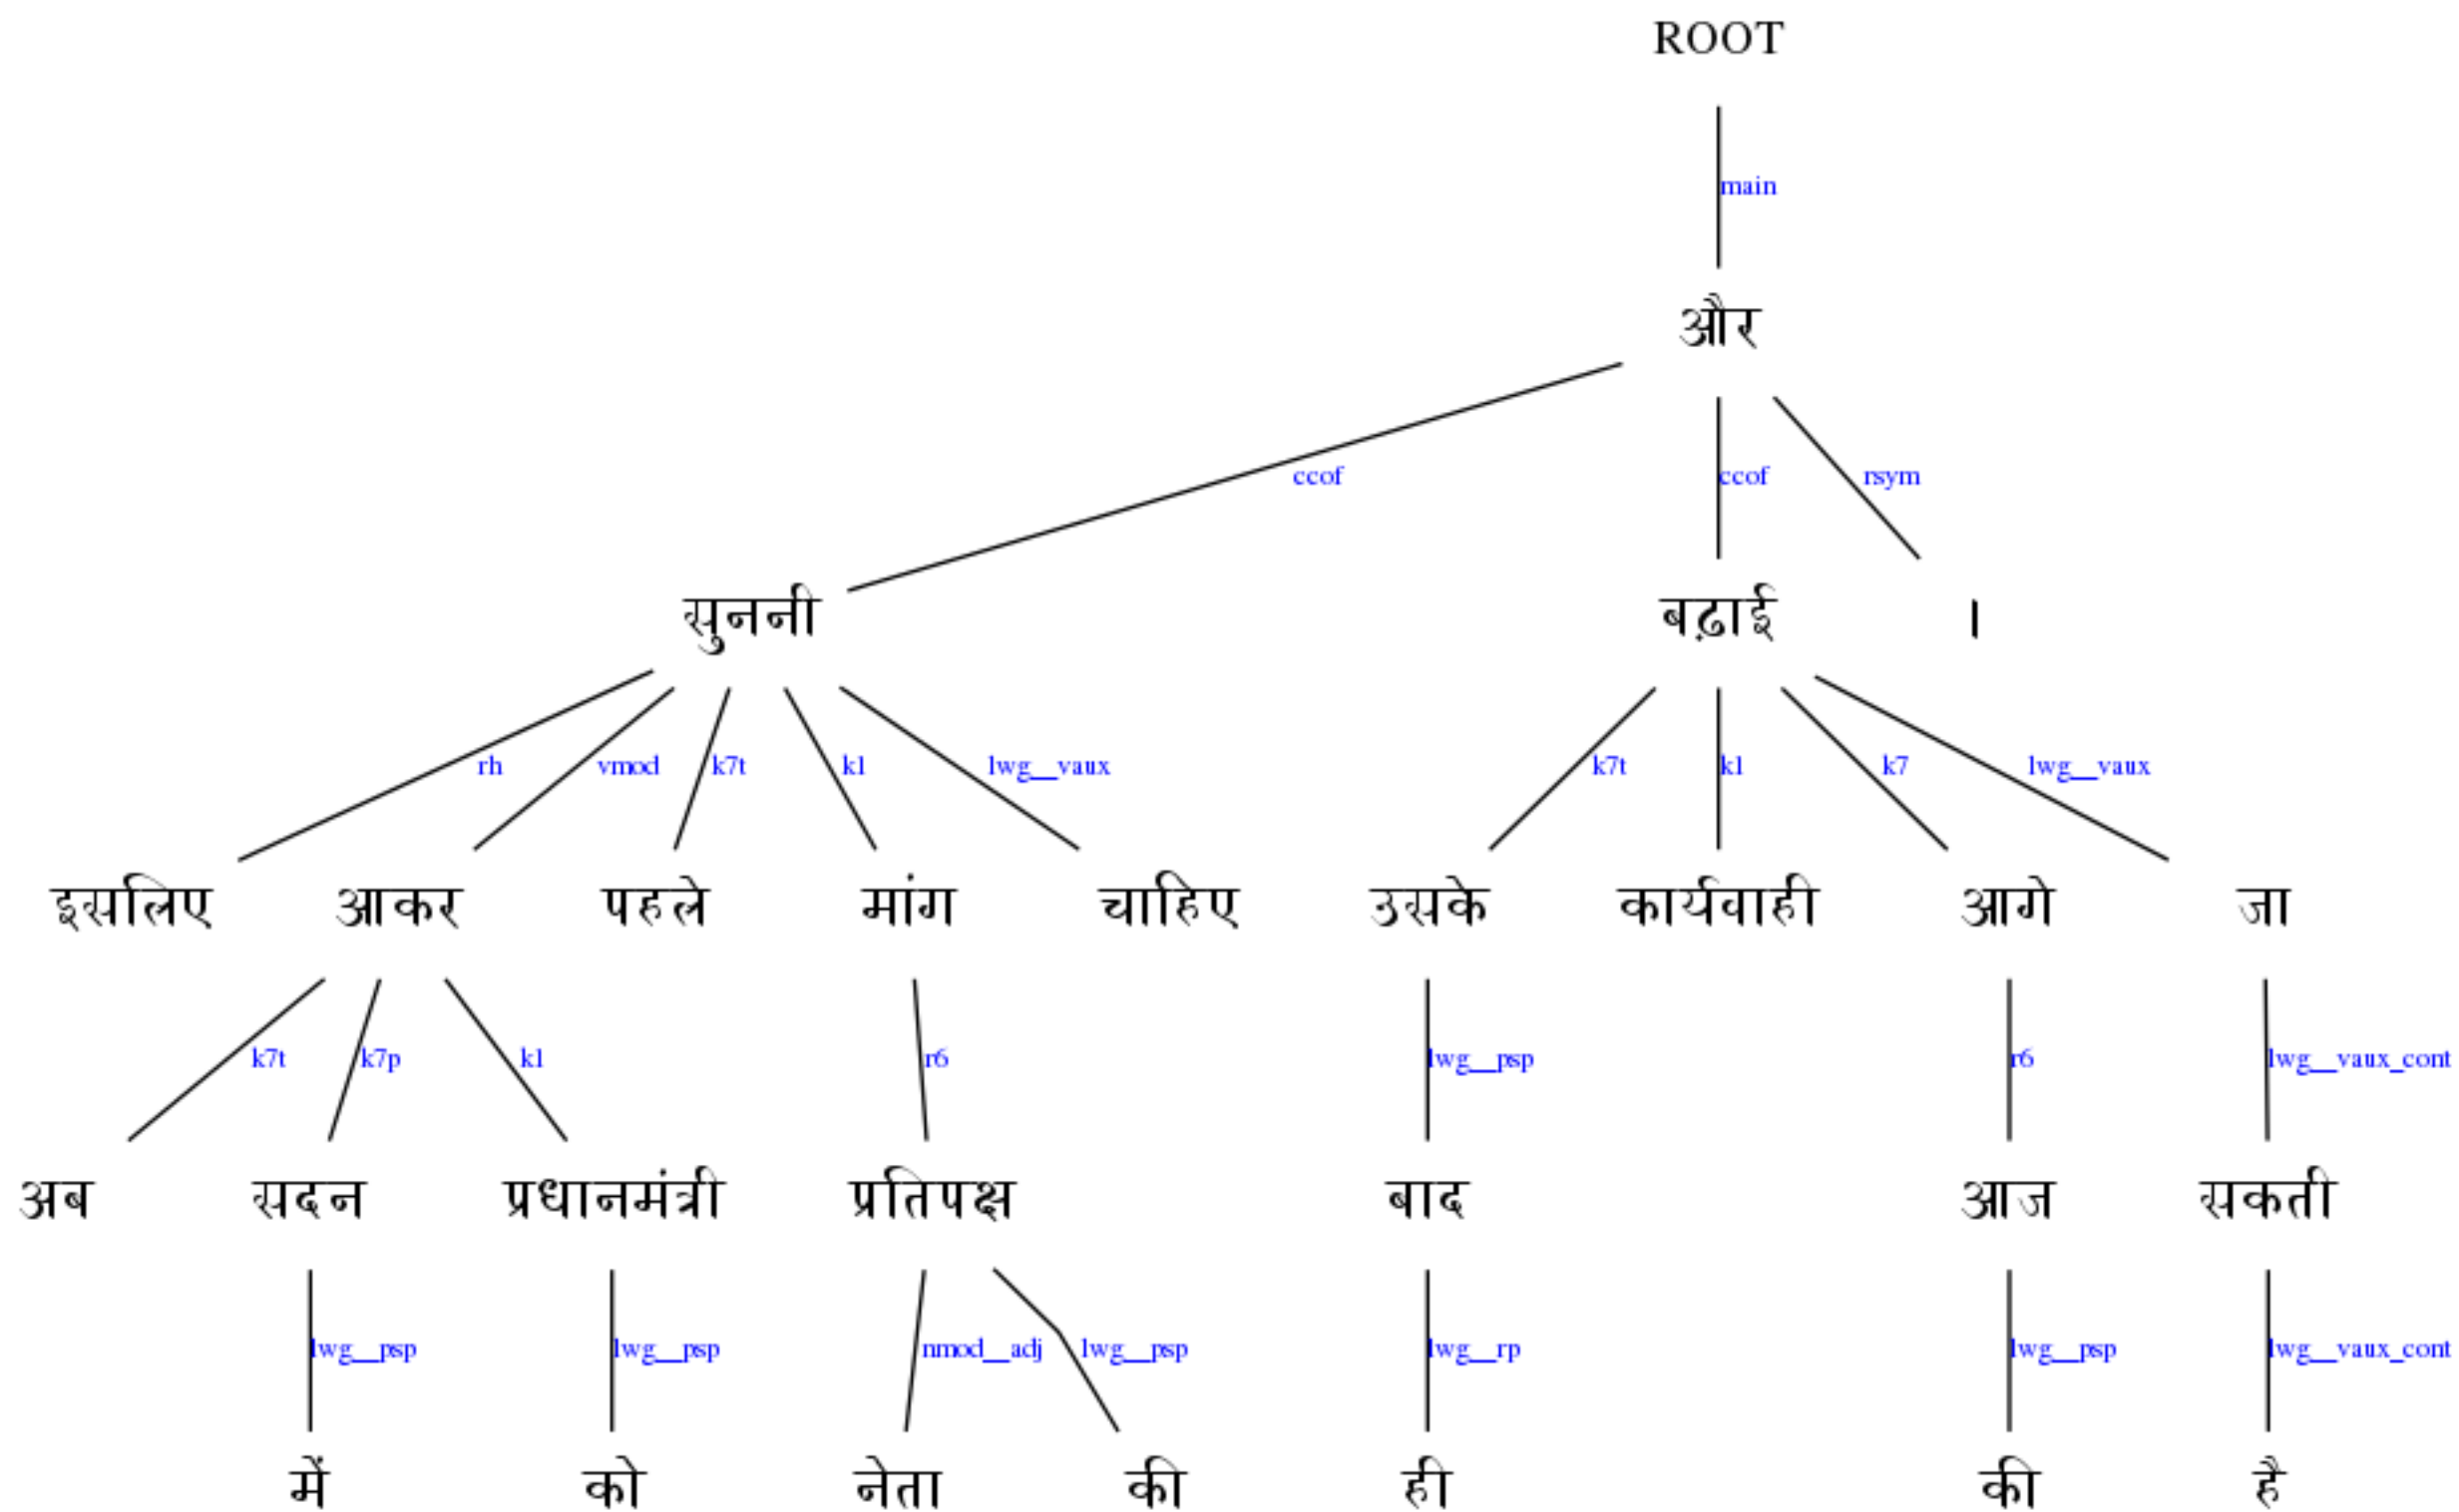 ROOT
main
और
ccof ccof rsym
सुननी बढ़ाई ।
rh vmod k7t k1 lwg__vaux k7t k1 k7 lwg__vaux
इसलिए आकर पहले मांग चाहिए उसके कार्यवाही आगे जा
k7t k7p k1 r6 lwg__psp r6 lwg__vaux_cont
अब सदन प्रधानमंत्री प्रतिपक्ष बाद आज सकती
lwg__psp lwg__psp nmod__adj lwg__psp lwg__rp lwg__psp lwg__vaux_cont
में को नेता की ही की है